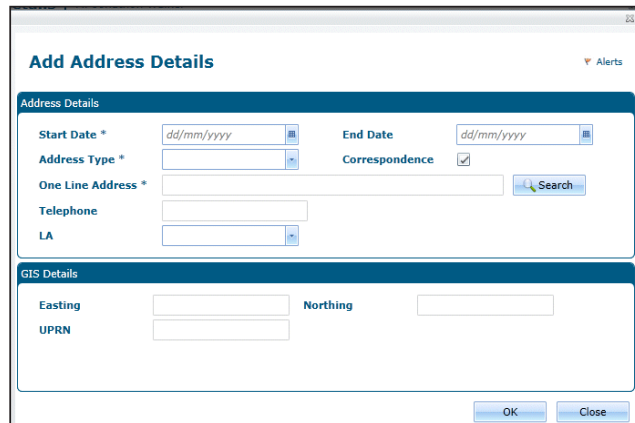 Add Address Details
Alerts
Address Details
Start Date * dd/mm/yyyy End Date dd/mm/yyyy
Address Type * Correspondence
One Line Address * Search
Telephone
LA
GIS Details
Easting Northing
UPRN
OK Close